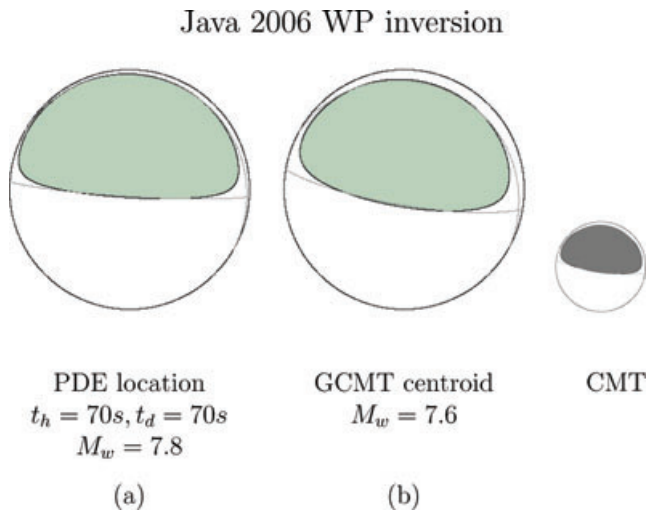 Java 2006 WP inversion
PDE location
t_h = 70s, t_d = 70s
M_w = 7.8
(a)
GCMT centroid
M_w = 7.6
(b)
CMT